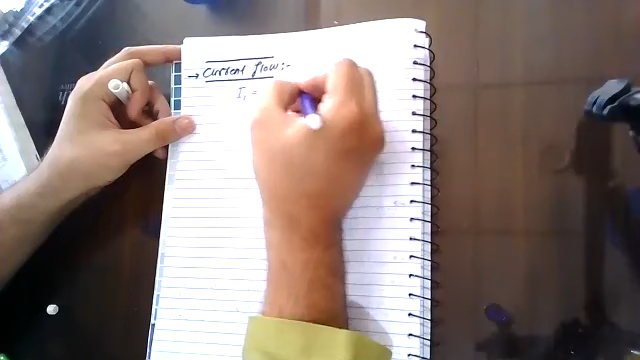 → Current flow:-
I₁ =